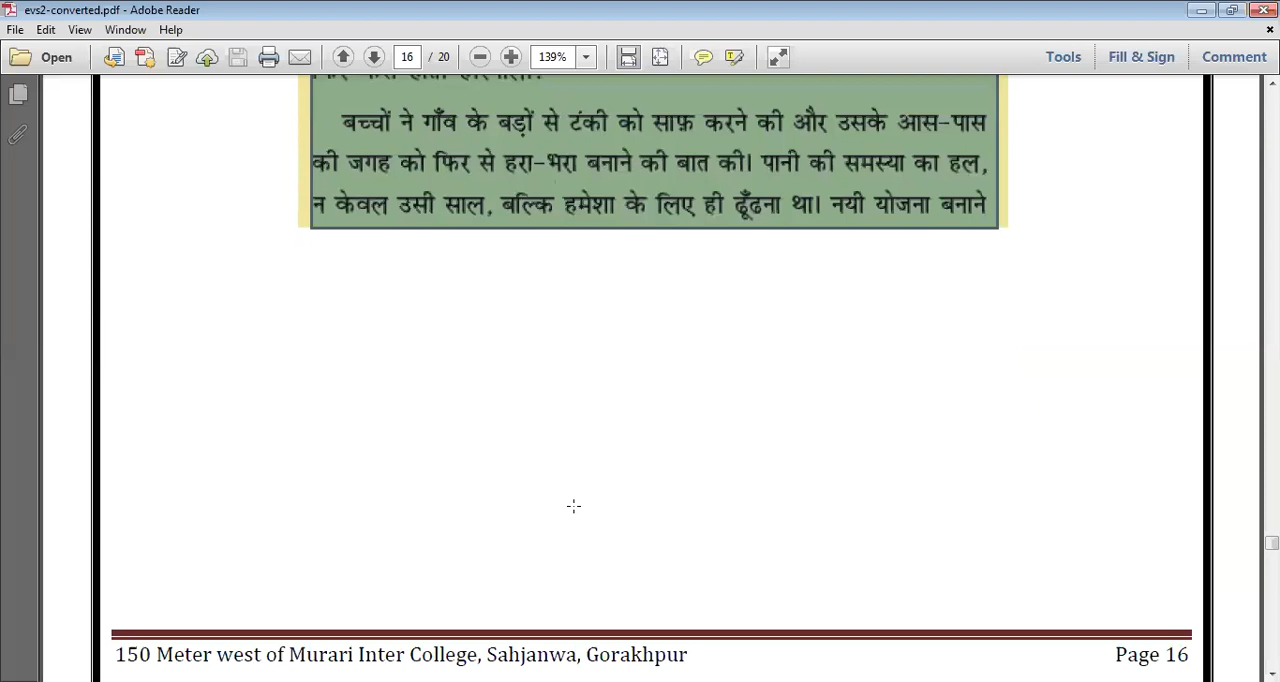 evs2-converted.pdf - Adobe Reader
File Edit View Window Help
Open 16 / 20 139% Tools Fill & Sign Comment
बच्चों ने गाँव के बड़ों से टंकी को साफ़ करने की और उसके आस-पास
की जगह को फिर से हरा-भरा बनाने की बात की। पानी की समस्या का हल,
न केवल उसी साल, बल्कि हमेशा के लिए ही ढूँढना था। नयी योजना बनाने
150 Meter west of Murari Inter College, Sahjanwa, Gorakhpur Page 16